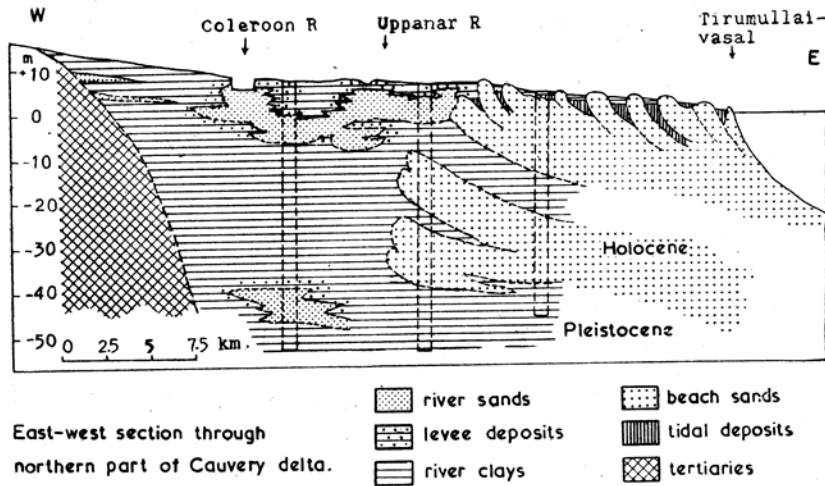 W
Coleroon R
Uppanar R
Tirumullai-
vasal
E
m
+10
0
-10
-20
-30
-40
-50
Holocene
Pleistocene
0 2.5 5 7.5 km.
East-west section through
northern part of Cauvery delta.
river sands
levee deposits
river clays
beach sands
tidal deposits
tertiaries